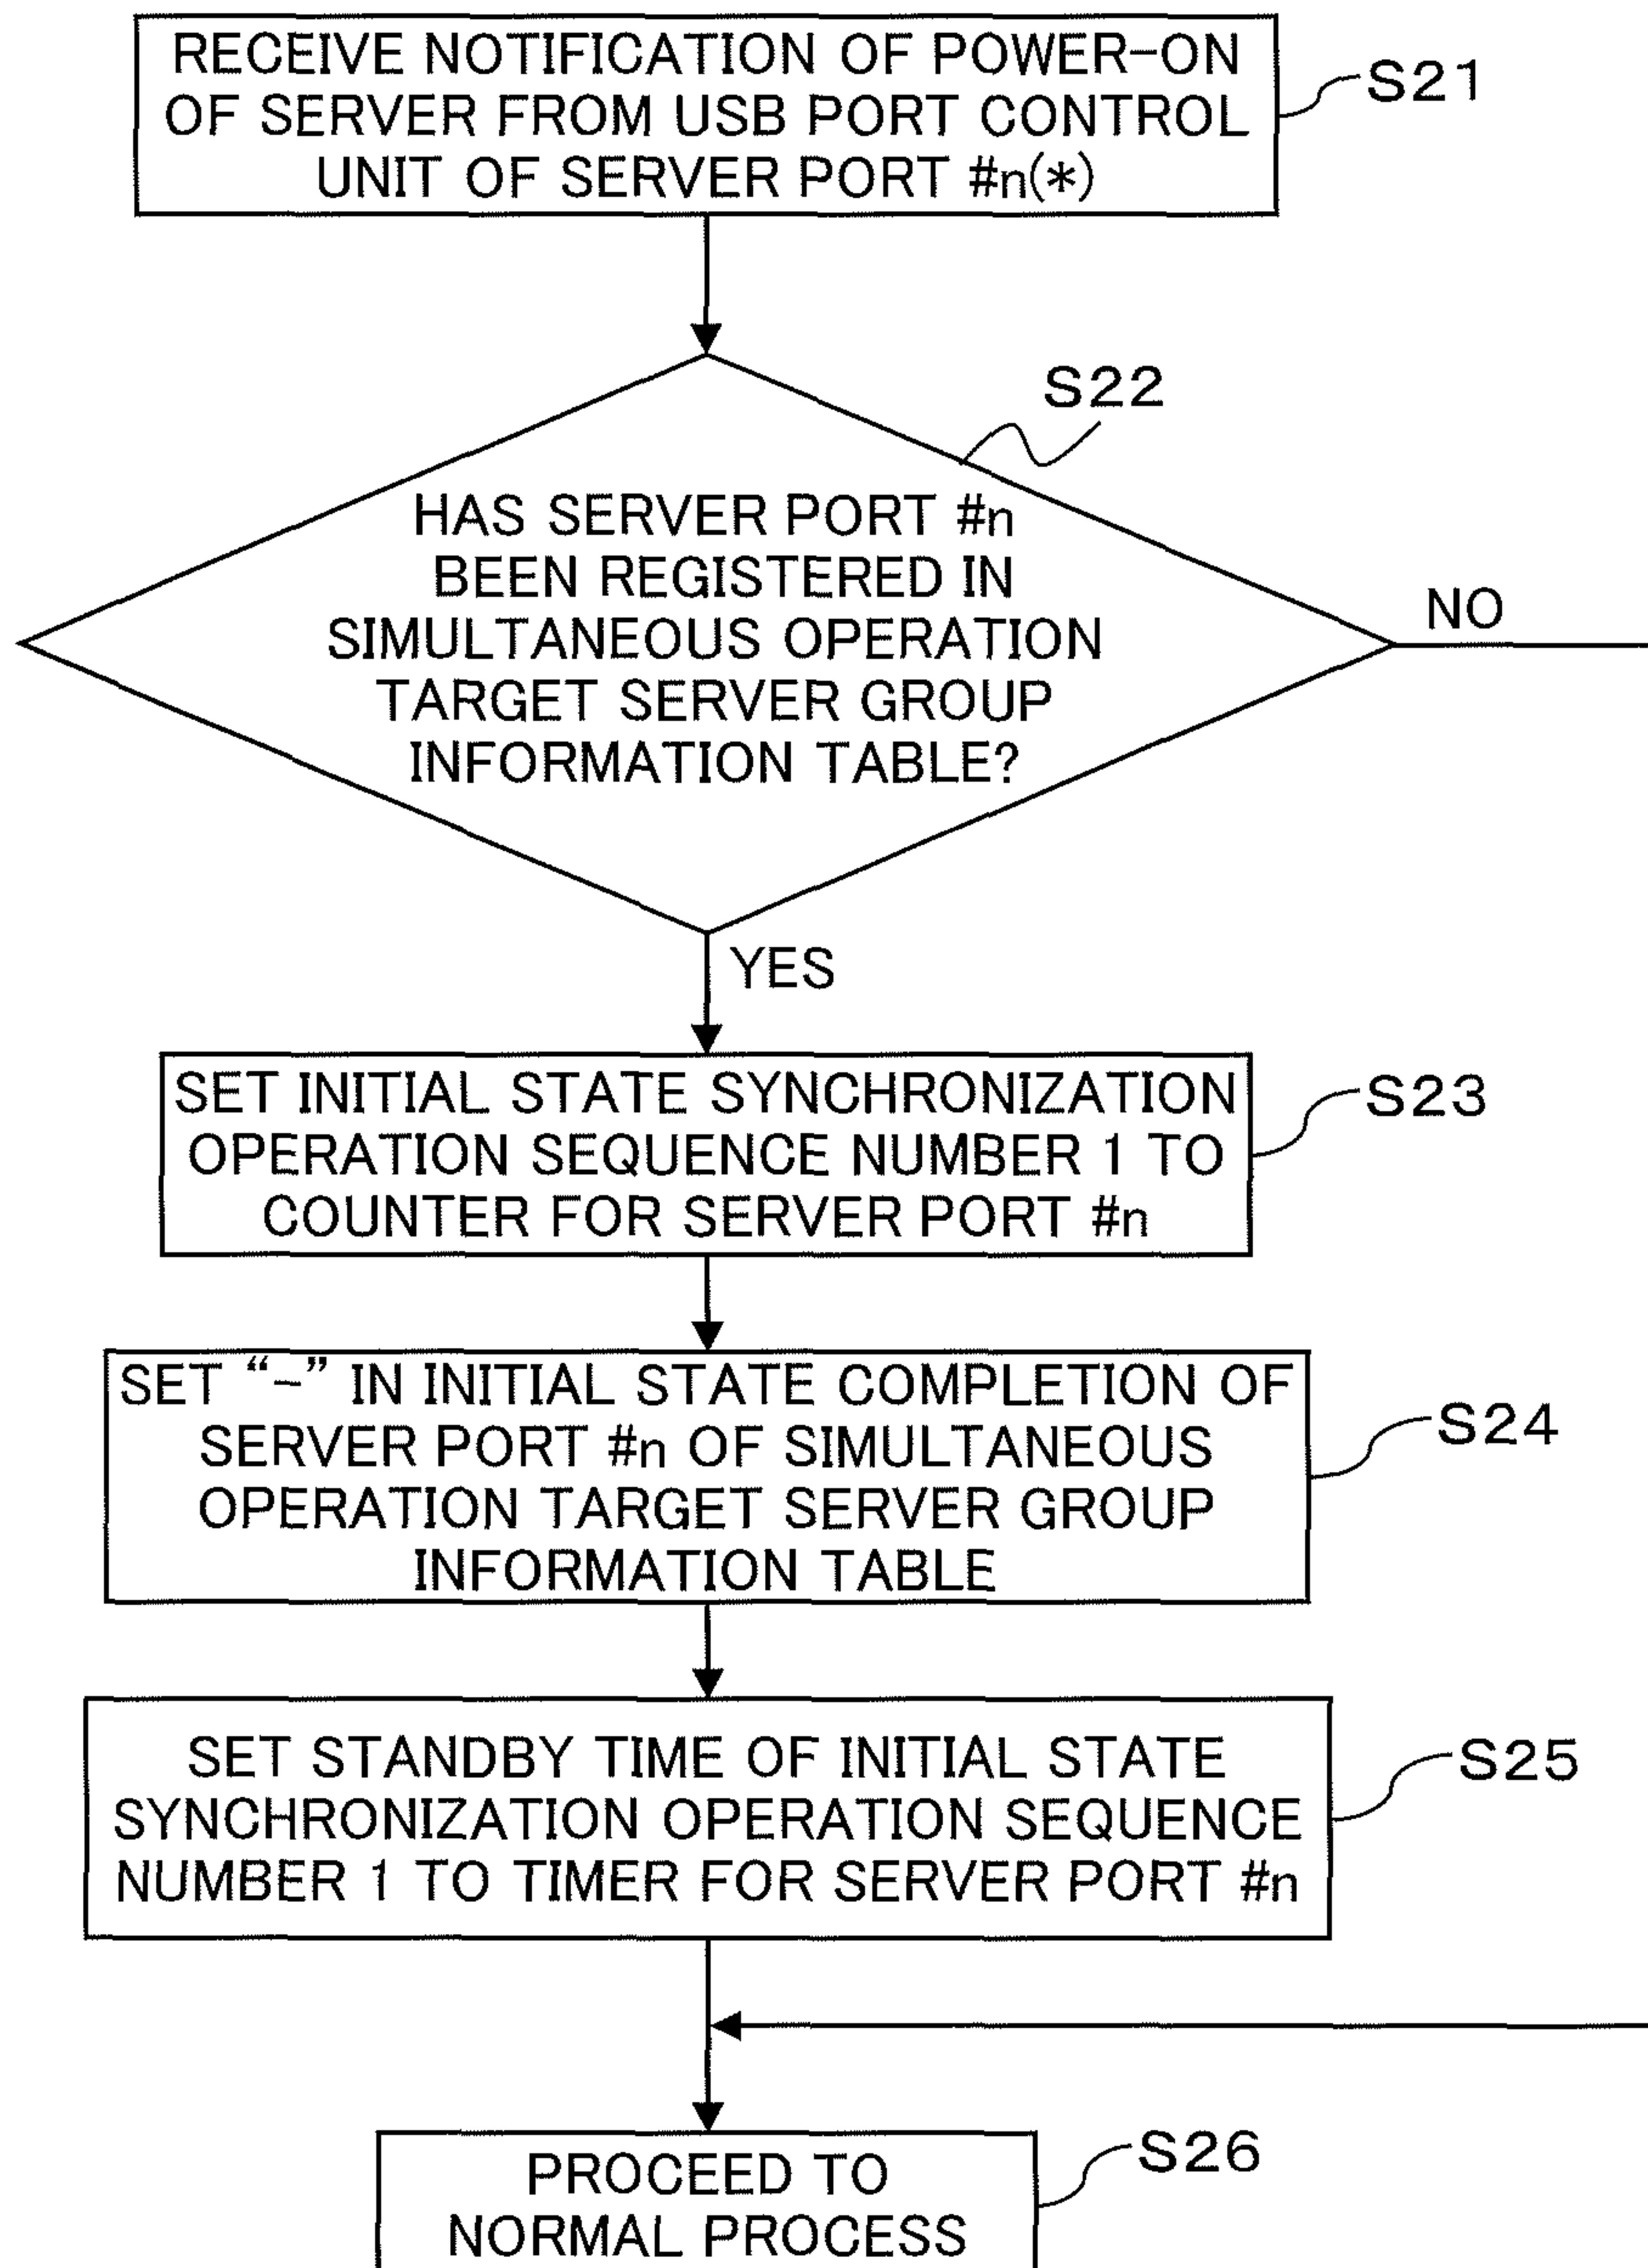 RECEIVE NOTIFICATION OF POWER-ON
OF SERVER FROM USB PORT CONTROL
UNIT OF SERVER PORT #n(*)
S21
S22
HAS SERVER PORT #n
BEEN REGISTERED IN
SIMULTANEOUS OPERATION
TARGET SERVER GROUP
INFORMATION TABLE?
NO
YES
SET INITIAL STATE SYNCHRONIZATION
OPERATION SEQUENCE NUMBER 1 TO
COUNTER FOR SERVER PORT #n
S23
SET “-” IN INITIAL STATE COMPLETION OF
SERVER PORT #n OF SIMULTANEOUS
OPERATION TARGET SERVER GROUP
INFORMATION TABLE
S24
SET STANDBY TIME OF INITIAL STATE
SYNCHRONIZATION OPERATION SEQUENCE
NUMBER 1 TO TIMER FOR SERVER PORT #n
S25
PROCEED TO
NORMAL PROCESS
S26